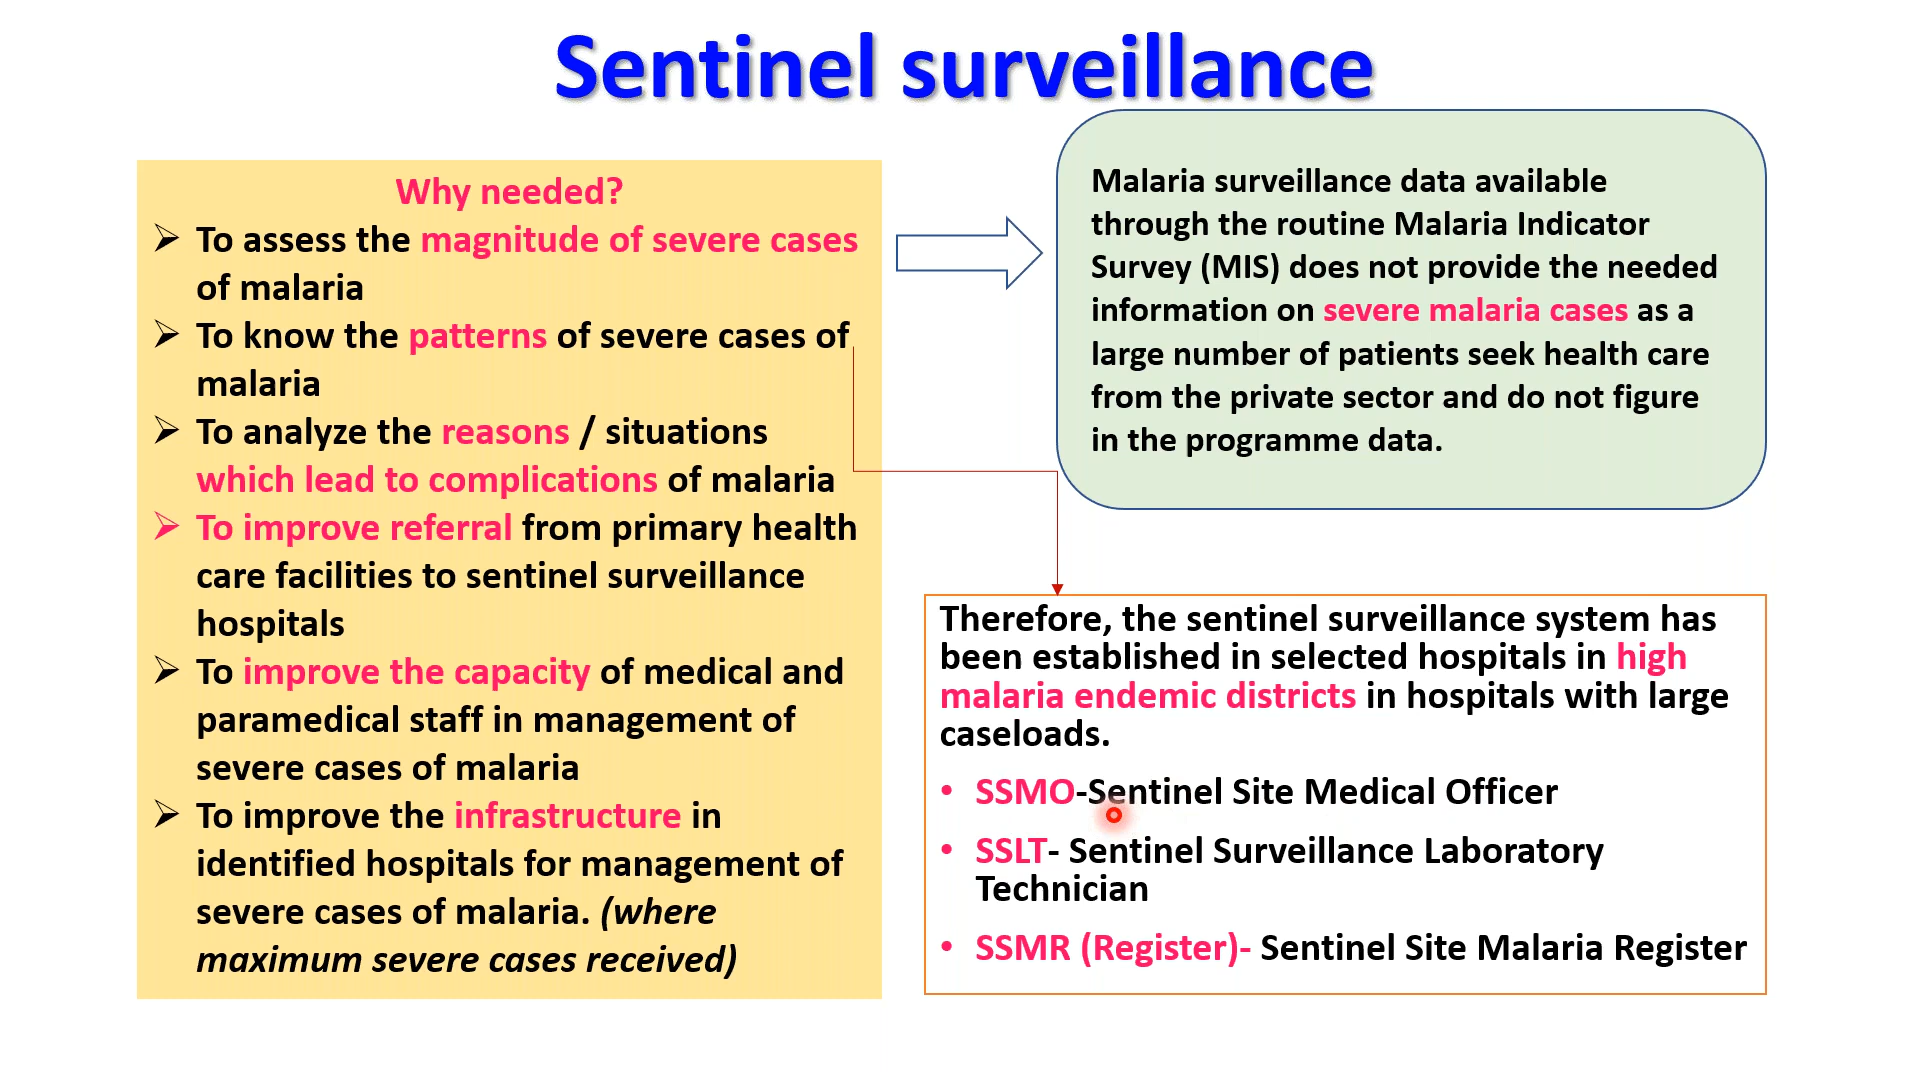 Sentinel surveillance
Why needed?
➢ To assess the magnitude of severe cases
of malaria
➢ To know the patterns of severe cases of
malaria
➢ To analyze the reasons / situations
which lead to complications of malaria
➢ To improve referral from primary health
care facilities to sentinel surveillance
hospitals
➢ To improve the capacity of medical and
paramedical staff in management of
severe cases of malaria
➢ To improve the infrastructure in
identified hospitals for management of
severe cases of malaria. (where
maximum severe cases received)
Malaria surveillance data available
through the routine Malaria Indicator
Survey (MIS) does not provide the needed
information on severe malaria cases as a
large number of patients seek health care
from the private sector and do not figure
in the programme data.
Therefore, the sentinel surveillance system has
been established in selected hospitals in high
malaria endemic districts in hospitals with large
caseloads.
• SSMO-Sentinel Site Medical Officer
• SSLT- Sentinel Surveillance Laboratory
Technician
• SSMR (Register)- Sentinel Site Malaria Register